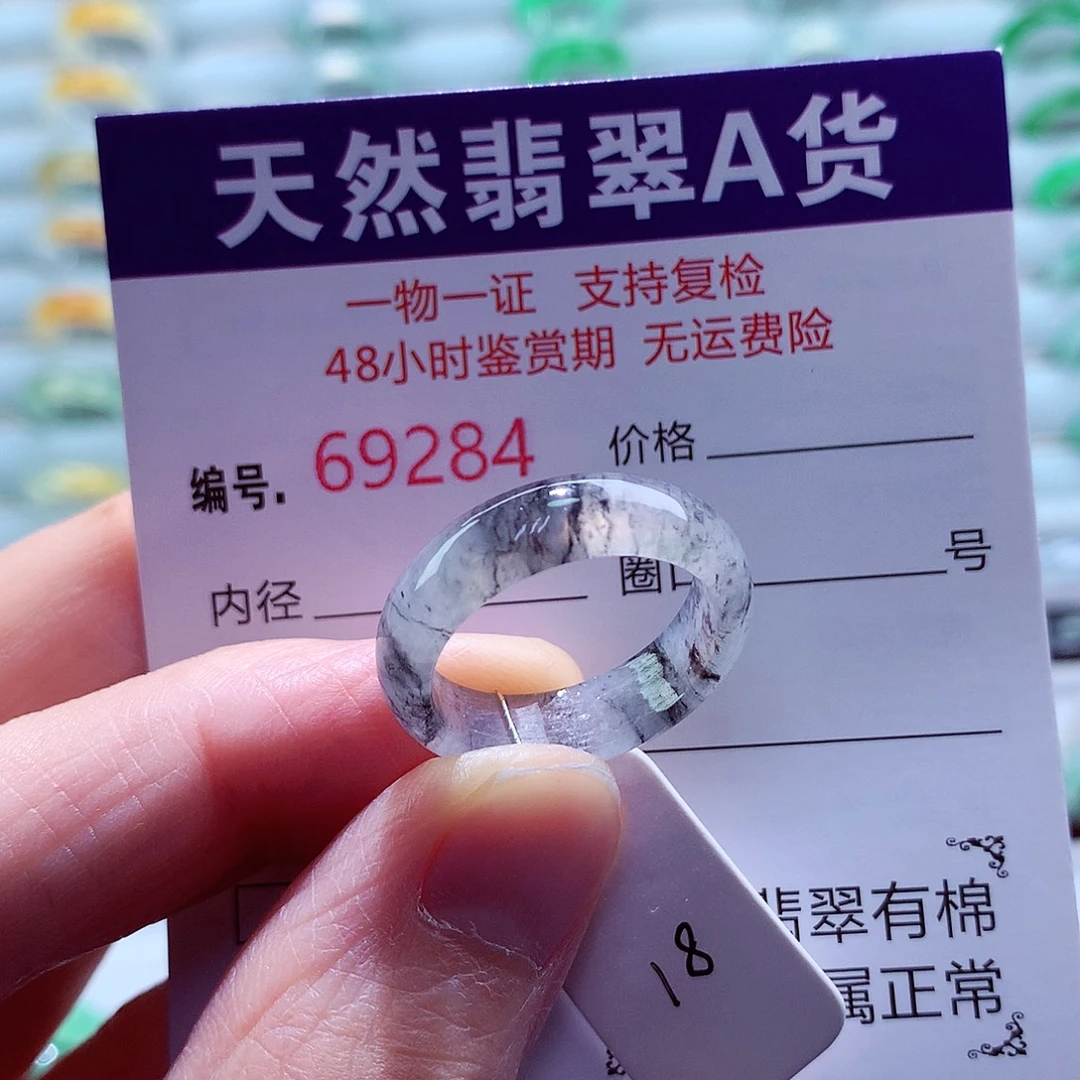 天然翡翠A货
一物一证 支持复检
48小时鉴赏期 无运费险
编号. 69284 价格
内径 圈口 号
翡翠有棉
属正常
18